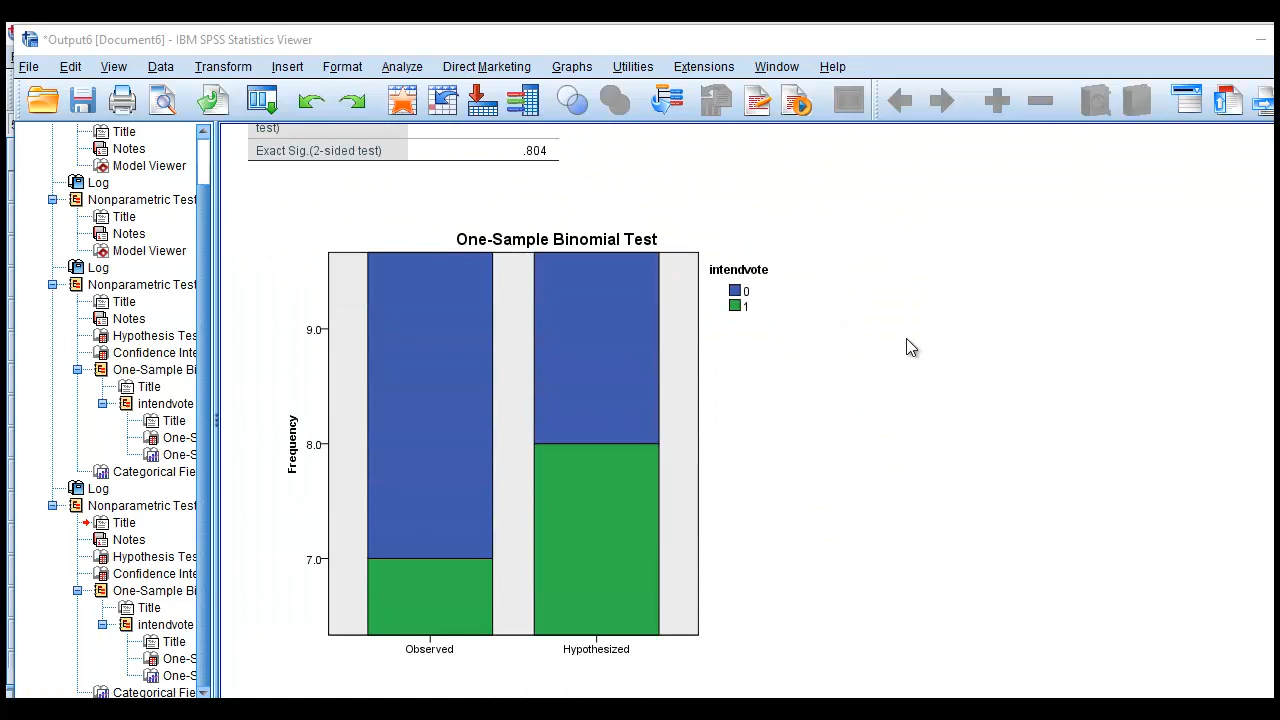 *Output6 [Document6] - IBM SPSS Statistics Viewer
File Edit View Data Transform Insert Format Analyze Direct Marketing Graphs Utilities Extensions Window Help
Title
Notes
Model Viewer
Log
Nonparametric Test
Title
Notes
Model Viewer
Log
Nonparametric Test
Title
Notes
Hypothesis Tes
Confidence Inte
One-Sample Bi
Title
intendvote
Title
One-S
One-S
Categorical Fie
Log
Nonparametric Test
Title
Notes
Hypothesis Tes
Confidence Inte
One-Sample Bi
Title
intendvote
Title
One-S
One-S
Categorical Fie
test)
Exact Sig.(2-sided test) .804
One-Sample Binomial Test
intendvote
0
1
Frequency
9.0
8.0
7.0
Observed Hypothesized